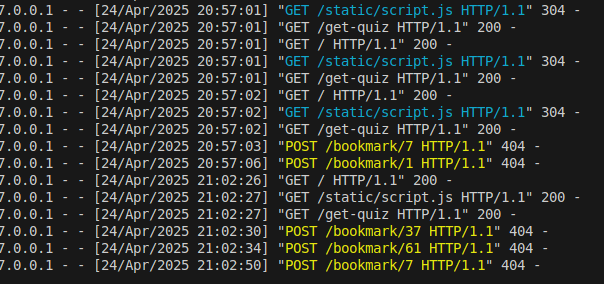 7.0.0.1 - - [24/Apr/2025 20:57:01] "GET /static/script.js HTTP/1.1" 304 -
7.0.0.1 - - [24/Apr/2025 20:57:01] "GET /get-quiz HTTP/1.1" 200 -
7.0.0.1 - - [24/Apr/2025 20:57:01] "GET / HTTP/1.1" 200 -
7.0.0.1 - - [24/Apr/2025 20:57:01] "GET /static/script.js HTTP/1.1" 304 -
7.0.0.1 - - [24/Apr/2025 20:57:01] "GET /get-quiz HTTP/1.1" 200 -
7.0.0.1 - - [24/Apr/2025 20:57:02] "GET / HTTP/1.1" 200 -
7.0.0.1 - - [24/Apr/2025 20:57:02] "GET /static/script.js HTTP/1.1" 304 -
7.0.0.1 - - [24/Apr/2025 20:57:02] "GET /get-quiz HTTP/1.1" 200 -
7.0.0.1 - - [24/Apr/2025 20:57:03] "POST /bookmark/7 HTTP/1.1" 404 -
7.0.0.1 - - [24/Apr/2025 20:57:06] "POST /bookmark/1 HTTP/1.1" 404 -
7.0.0.1 - - [24/Apr/2025 21:02:26] "GET / HTTP/1.1" 200 -
7.0.0.1 - - [24/Apr/2025 21:02:27] "GET /static/script.js HTTP/1.1" 200 -
7.0.0.1 - - [24/Apr/2025 21:02:27] "GET /get-quiz HTTP/1.1" 200 -
7.0.0.1 - - [24/Apr/2025 21:02:30] "POST /bookmark/37 HTTP/1.1" 404 -
7.0.0.1 - - [24/Apr/2025 21:02:34] "POST /bookmark/61 HTTP/1.1" 404 -
7.0.0.1 - - [24/Apr/2025 21:02:50] "POST /bookmark/7 HTTP/1.1" 404 -